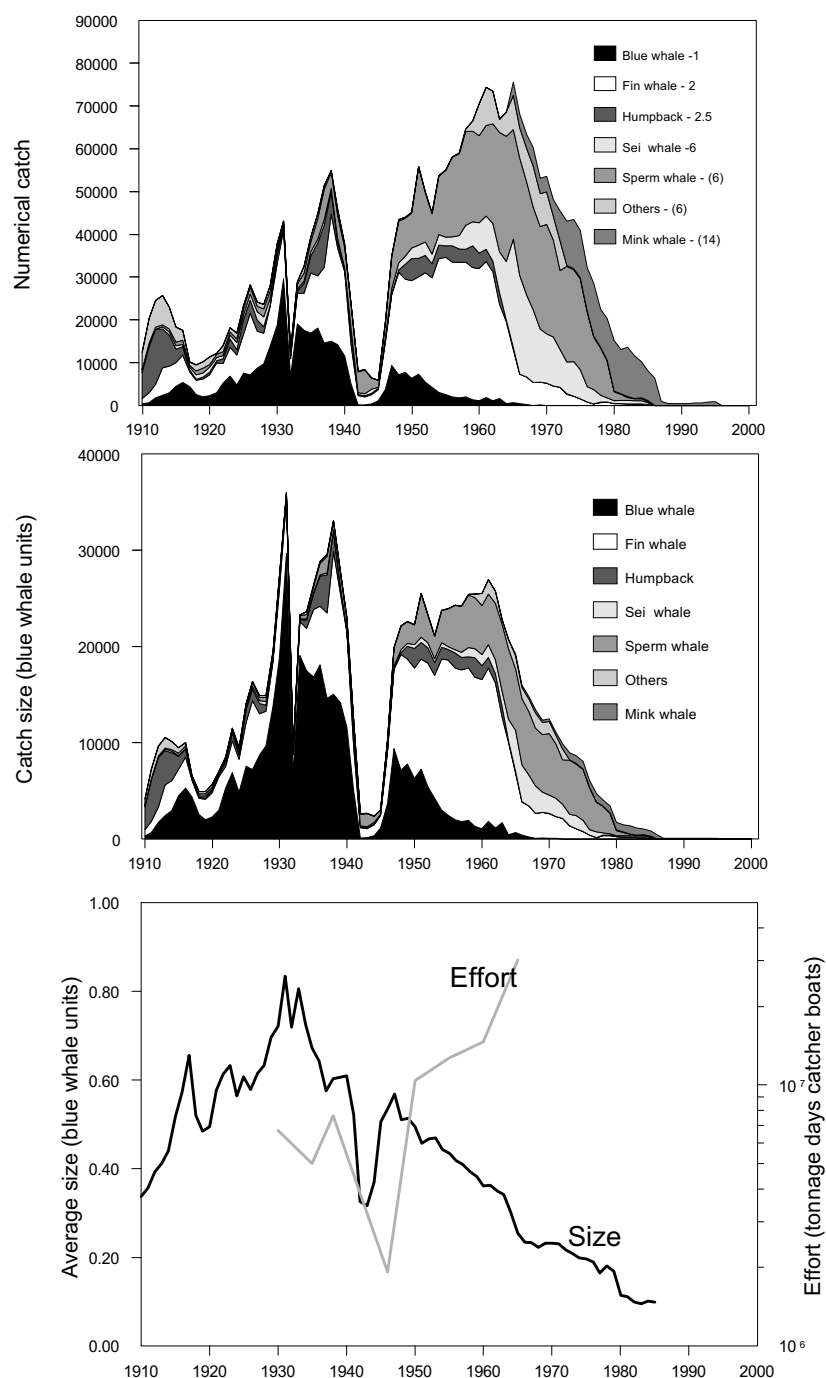 Numerical catch
90000
80000
70000
60000
50000
40000
30000
20000
10000
0
Blue whale -1
Fin whale - 2
Humpback - 2.5
Sei whale -6
Sperm whale - (6)
Others - (6)
Mink whale - (14)
1910 1920 1930 1940 1950 1960 1970 1980 1990 2000
Catch size (blue whale units)
40000
30000
20000
10000
0
Blue whale
Fin whale
Humpback
Sei whale
Sperm whale
Others
Mink whale
1910 1920 1930 1940 1950 1960 1970 1980 1990 2000
Average size (blue whale units)
1.00
0.80
0.60
0.40
0.20
0.00
Effort
Size
10 7
10 6
Effort (tonnage days catcher boats)
1910 1920 1930 1940 1950 1960 1970 1980 1990 2000